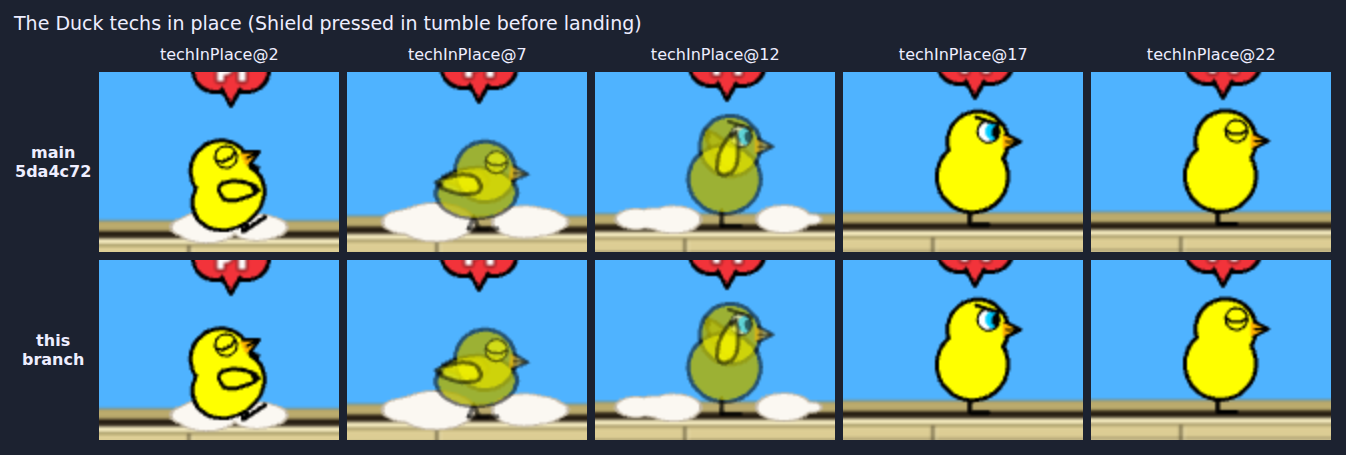 The Duck techs in place (Shield pressed in tumble before landing)
techInPlace@2 techInPlace@7 techInPlace@12 techInPlace@17 techInPlace@22
main
5da4c72
this
branch